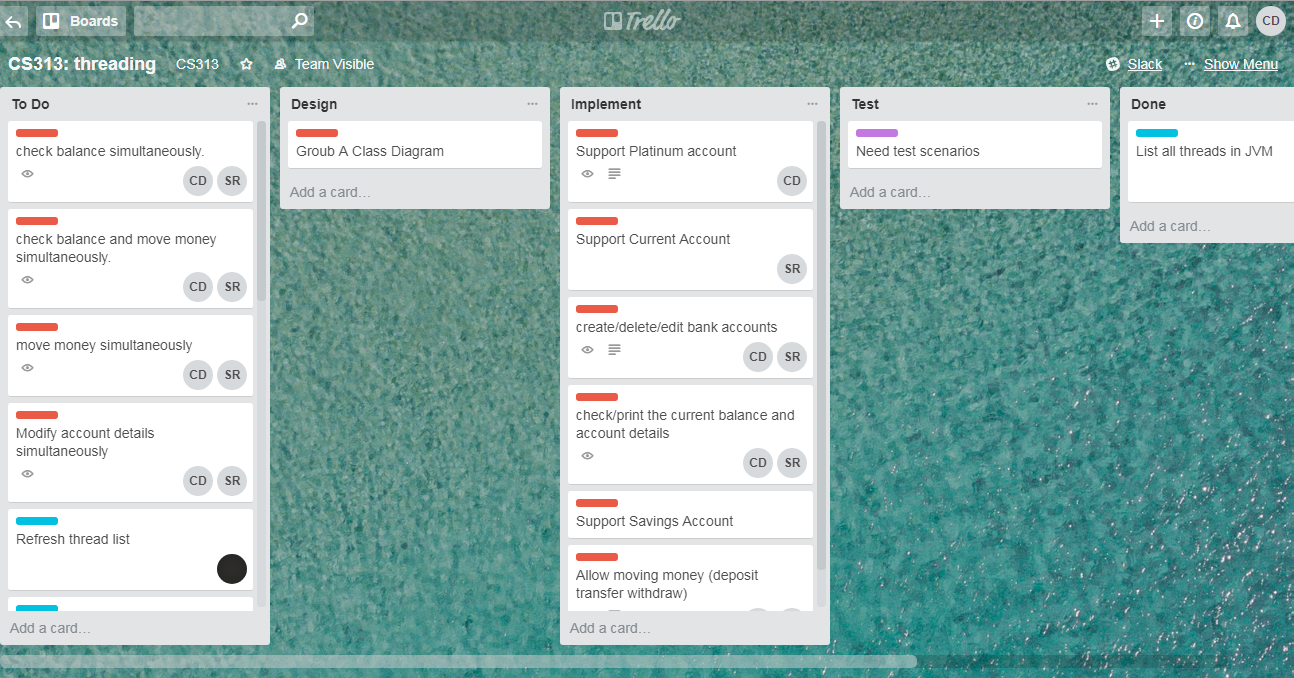 Boards
Trello
CD
CS313: threading
CS313
Team Visible
Slack
Show Menu
To Do
check balance simultaneously.
CD SR
check balance and move money
simultaneously.
CD SR
move money simultaneously
CD SR
Modify account details
simultaneously
CD SR
Refresh thread list
Add a card...
Design
Groub A Class Diagram
Add a card...
Implement
Support Platinum account
CD
Support Current Account
SR
create/delete/edit bank accounts
CD SR
check/print the current balance and
account details
CD SR
Support Savings Account
Allow moving money (deposit
transfer withdraw)
Add a card...
Test
Need test scenarios
Add a card...
Done
List all threads in JVM
Add a card...